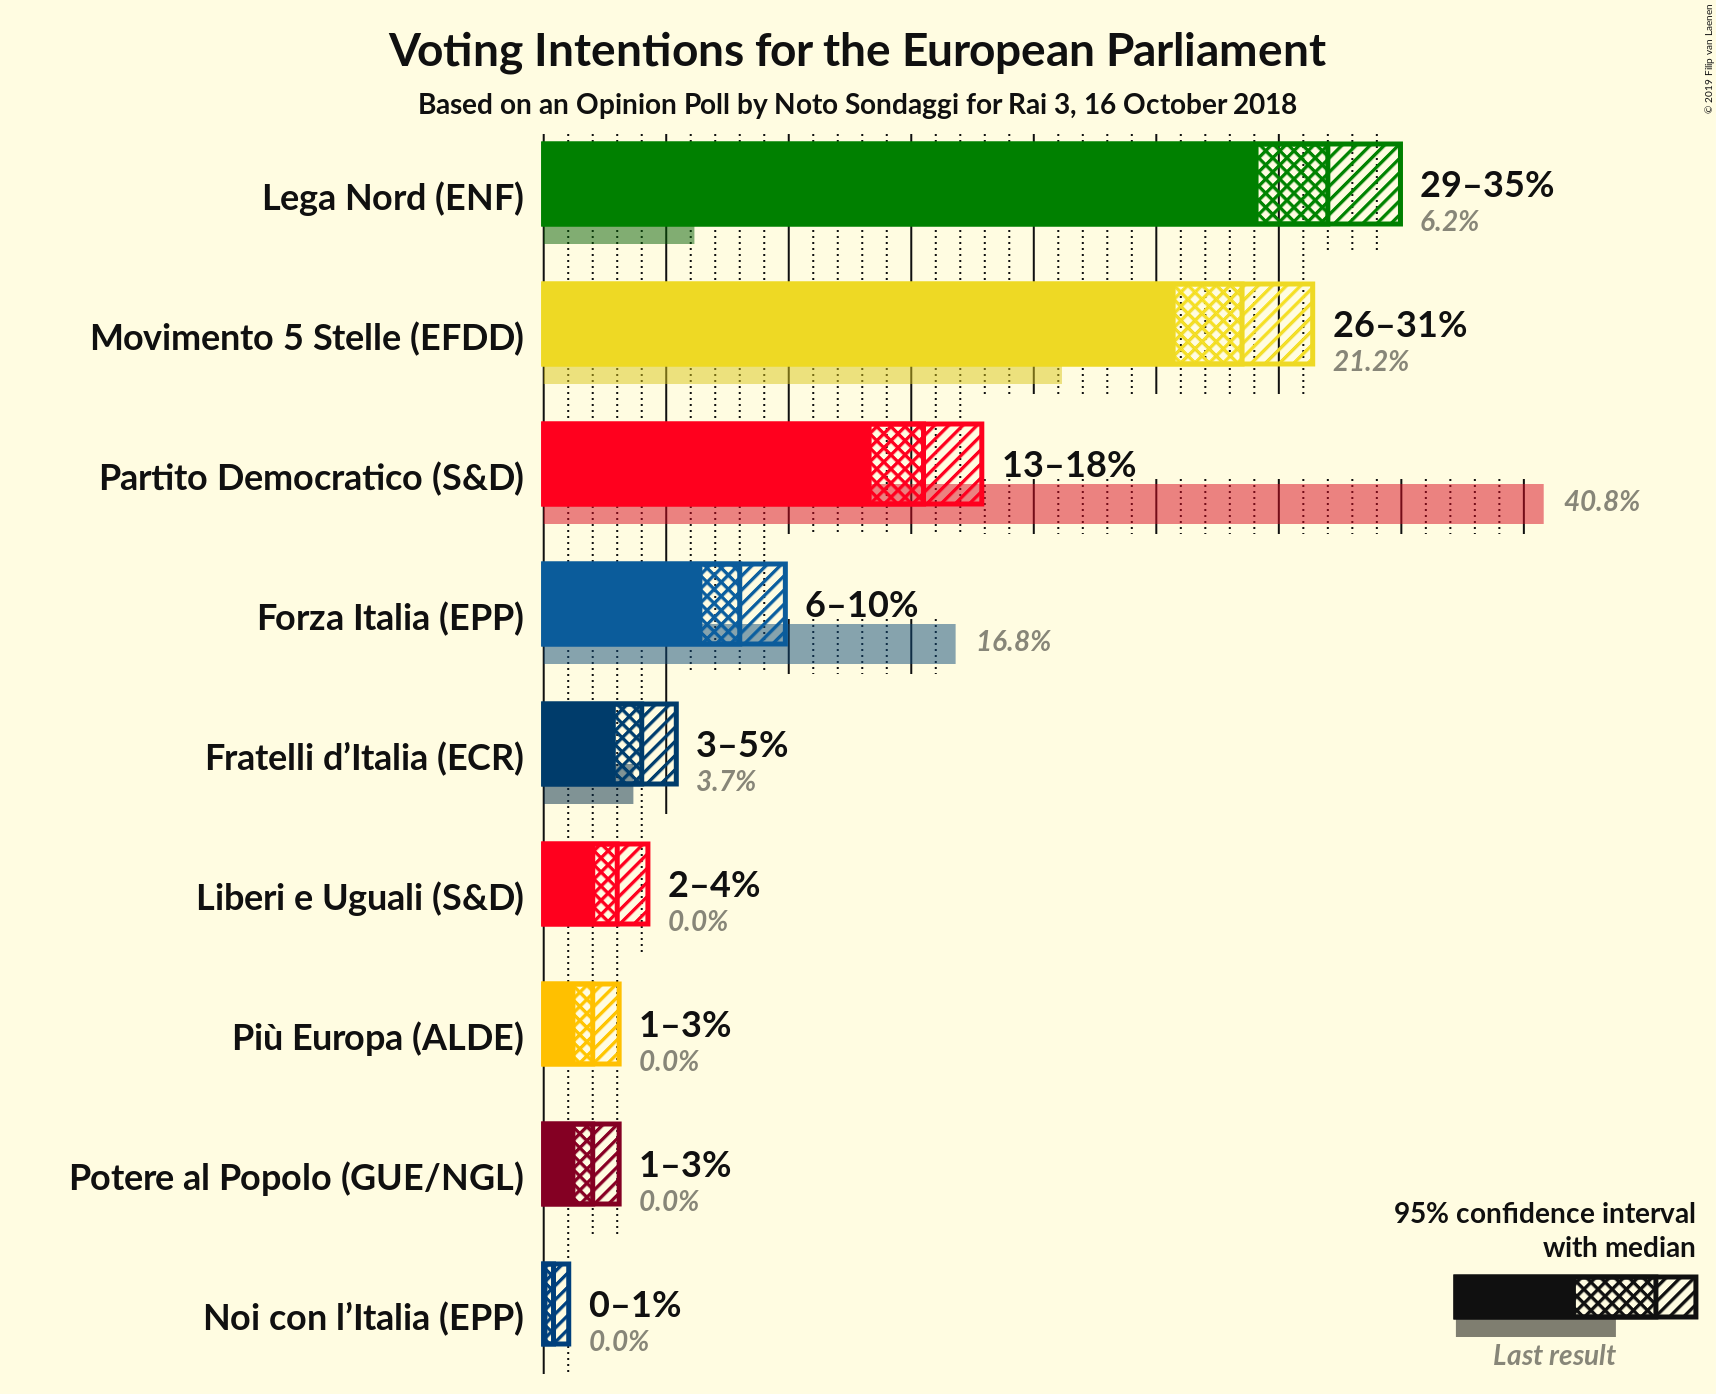 Voting Intentions for the European Parliament
Based on an Opinion Poll by Noto Sondaggi for Rai 3, 16 October 2018
© 2019 Filip van Laenen
Lega Nord (ENF)
29–35%
6.2%
Movimento 5 Stelle (EFDD)
26–31%
21.2%
Partito Democratico (S&D)
13–18%
40.8%
Forza Italia (EPP)
6–10%
16.8%
Fratelli d’Italia (ECR)
3–5%
3.7%
Liberi e Uguali (S&D)
2–4%
0.0%
Più Europa (ALDE)
1–3%
0.0%
Potere al Popolo (GUE/NGL)
1–3%
0.0%
Noi con l’Italia (EPP)
0–1%
0.0%
95% confidence interval
with median
Last result